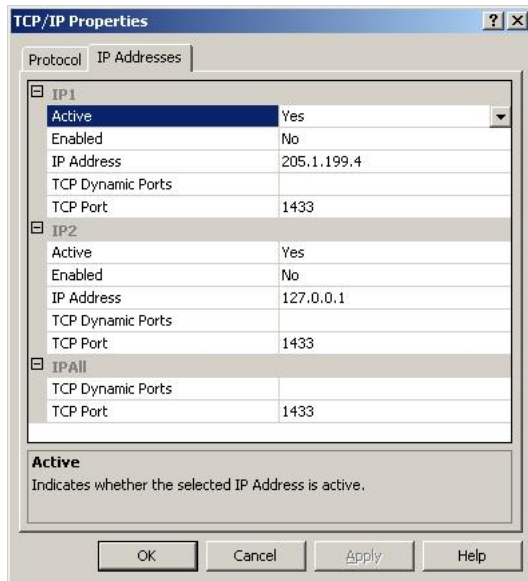 TCP/IP Properties
Protocol IP Addresses
IP1
Active Yes
Enabled No
IP Address 205.1.199.4
TCP Dynamic Ports
TCP Port 1433
IP2
Active Yes
Enabled No
IP Address 127.0.0.1
TCP Dynamic Ports
TCP Port 1433
IPAll
TCP Dynamic Ports
TCP Port 1433
Active
Indicates whether the selected IP Address is active.
OK Cancel Apply Help